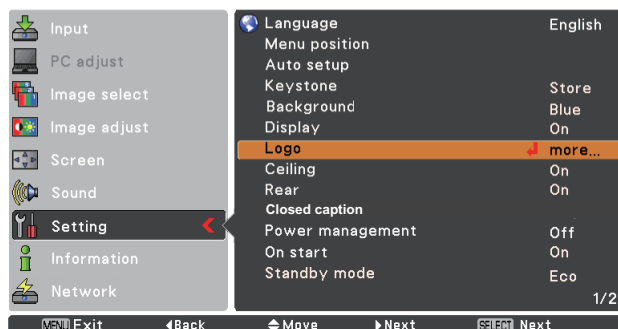 Input
PC adjust
Image select
Image adjust
Screen
Sound
Setting
Information
Network
Language English
Menu position
Auto setup
Keystone Store
Background Blue
Display On
Logo more...
Ceiling On
Rear On
Closed caption
Power management Off
On start On
Standby mode Eco
1/2
MENU Exit Back Move Next SELECT Next